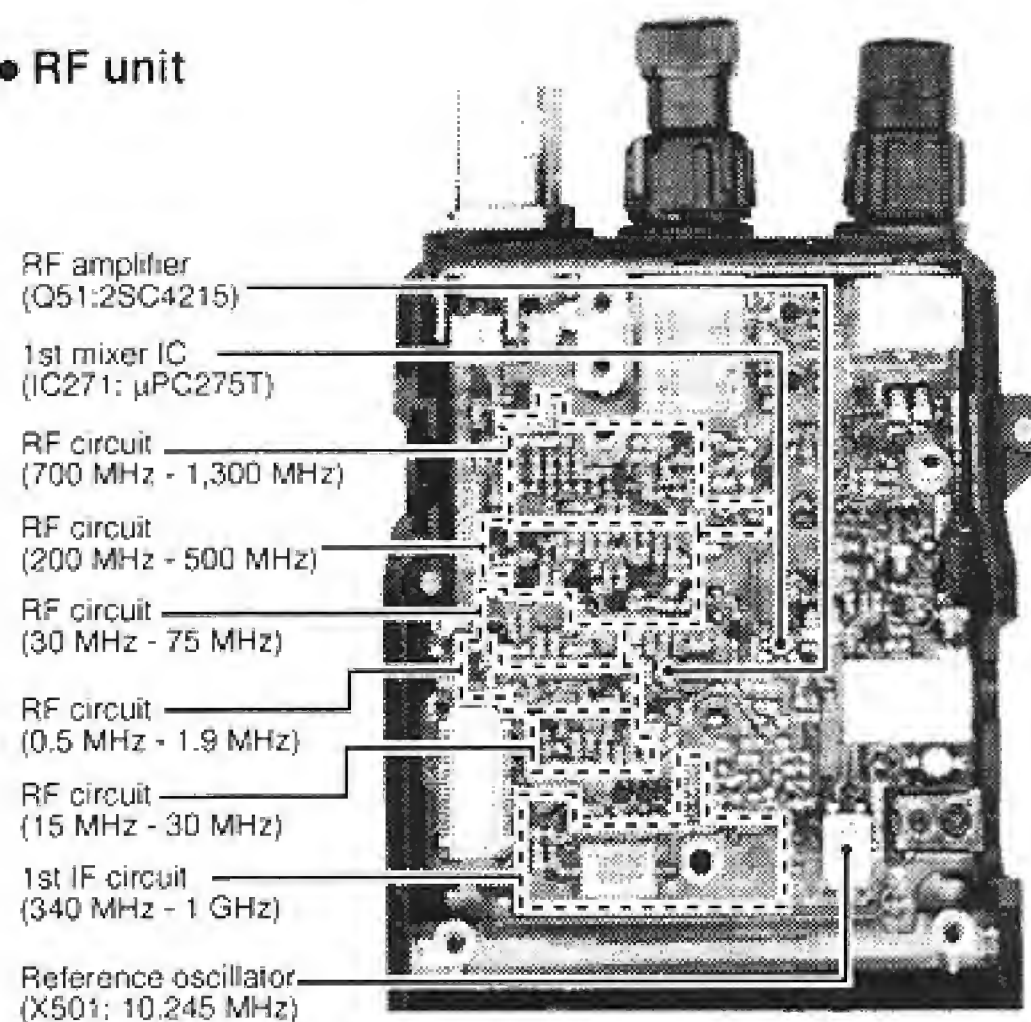 • RF unit
RF amplifier
(Q51:2SC4215)
1st mixer IC
(IC271; µPC275T)
RF circuit
(700 MHz - 1,300 MHz)
RF circuit
(200 MHz - 500 MHz)
RF circuit
(30 MHz - 75 MHz)
RF circuit
(0.5 MHz - 1.9 MHz)
RF circuit
(15 MHz - 30 MHz)
1st IF circuit
(340 MHz - 1 GHz)
Reference oscillator
(X501; 10.245 MHz)